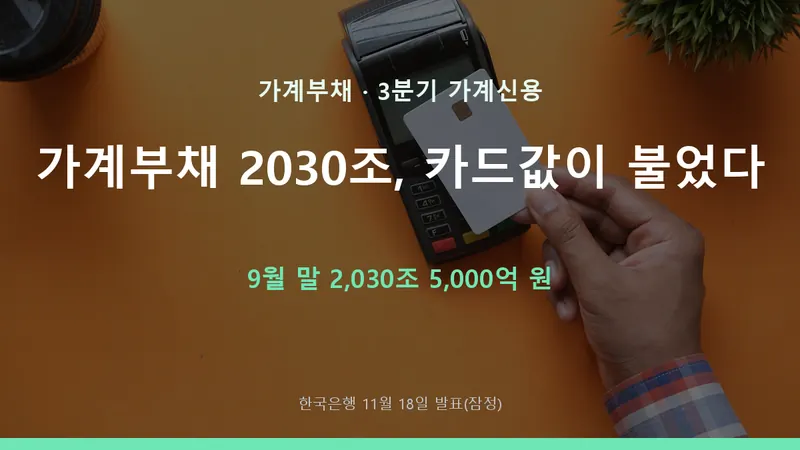 가계부채 · 3분기 가계신용
가계부채 2030조, 카드값이 불었다
9월 말 2,030조 5,000억 원
한국은행 11월 18일 발표(잠정)